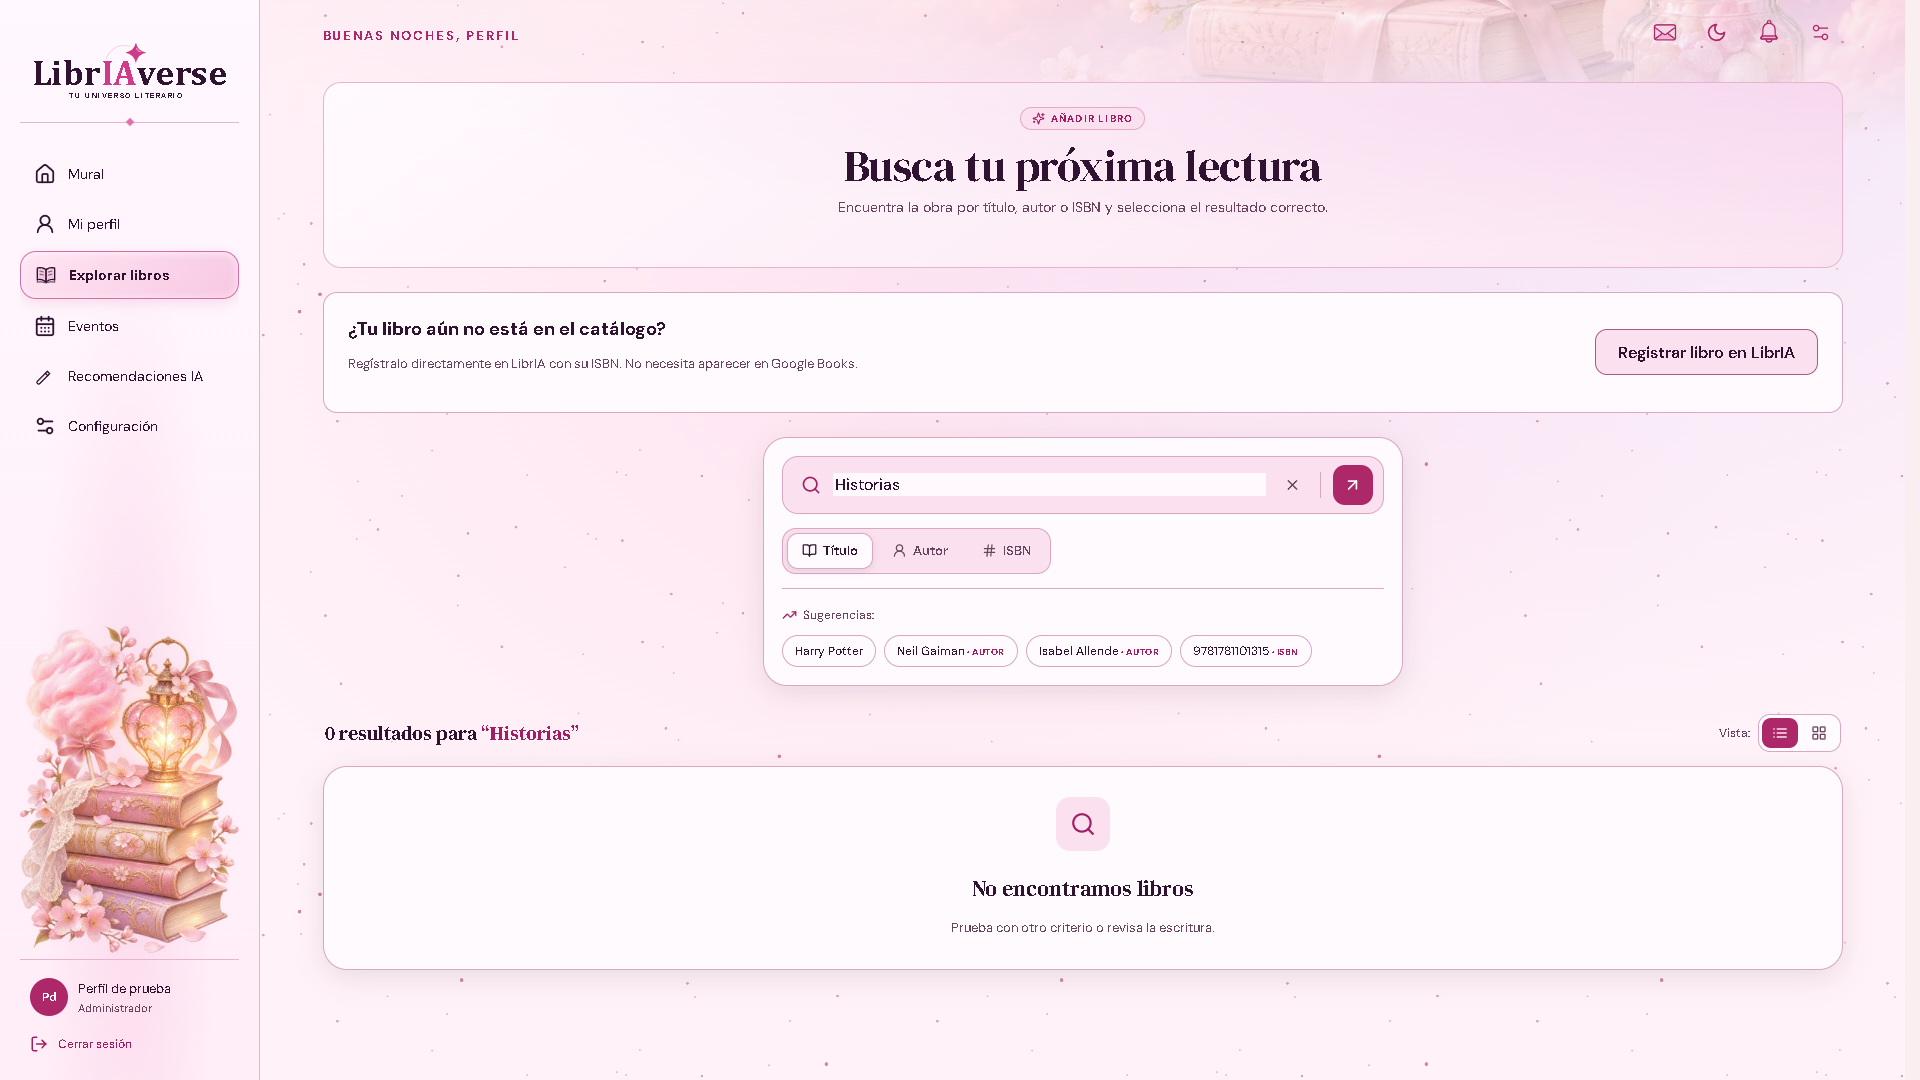 LibrIAverse
TU UNIVERSO LITERARIO
Mural
Mi perfil
Explorar libros
Eventos
Recomendaciones IA
Configuración
Pd
Perfil de prueba
Administrador
Cerrar sesión
BUENAS NOCHES, PERFIL
AÑADIR LIBRO
Busca tu próxima lectura
Encuentra la obra por título, autor o ISBN y selecciona el resultado correcto.
¿Tu libro aún no está en el catálogo?
Regístralo directamente en LibrIA con su ISBN. No necesita aparecer en Google Books.
Registrar libro en LibrIA
Historias
Título Autor ISBN
Sugerencias:
Harry Potter Neil Gaiman · AUTOR Isabel Allende · AUTOR 9781781101315 · ISBN
0 resultados para “Historias”
Vista:
No encontramos libros
Prueba con otro criterio o revisa la escritura.